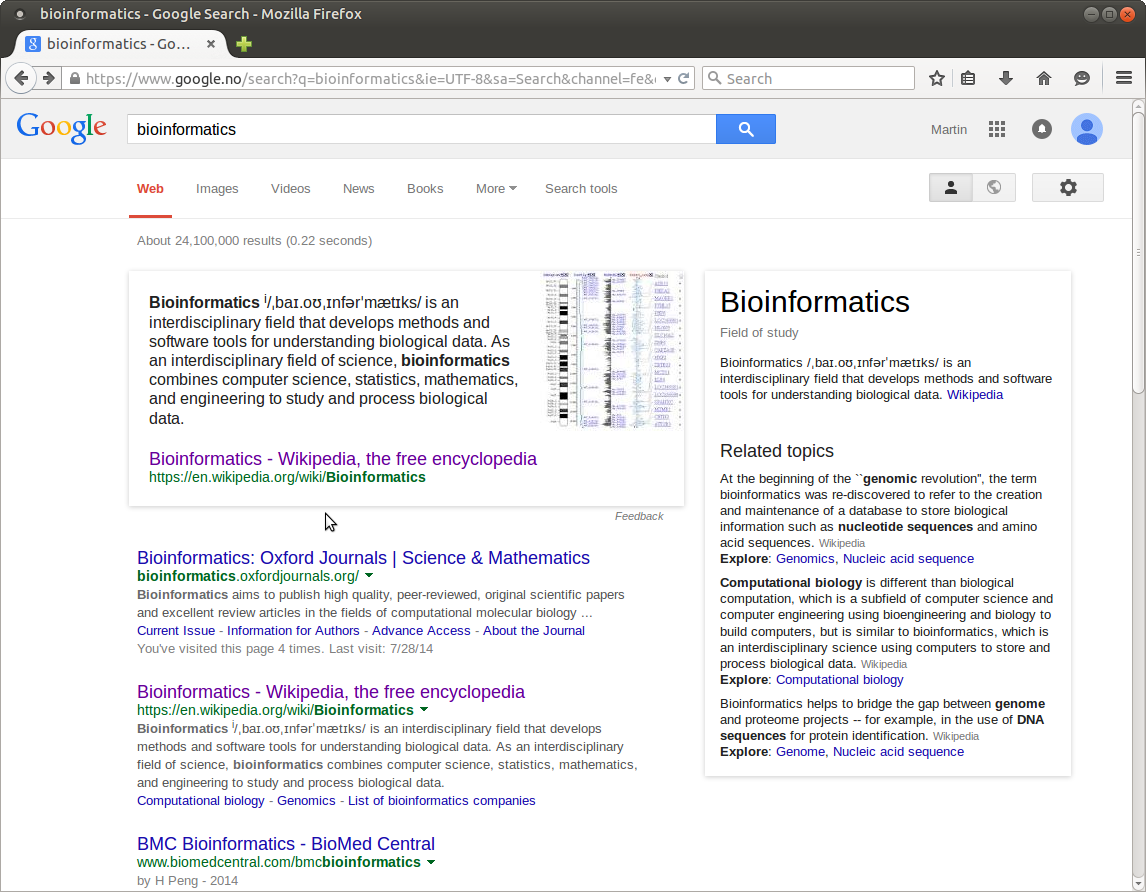 bioinformatics - Google Search - Mozilla Firefox
bioinformatics - Go…
https://www.google.no/search?q=bioinformatics&ie=UTF-8&sa=Search&channel=fe&
Search
Google
bioinformatics
Martin
Web Images Videos News Books More Search tools
About 24,100,000 results (0.22 seconds)
Bioinformatics i/ˌbaɪ.oʊˌɪnfərˈmætɪks/ is an
interdisciplinary field that develops methods and
software tools for understanding biological data. As
an interdisciplinary field of science, bioinformatics
combines computer science, statistics, mathematics,
and engineering to study and process biological
data.
Bioinformatics - Wikipedia, the free encyclopedia
https://en.wikipedia.org/wiki/Bioinformatics
Feedback
Bioinformatics: Oxford Journals | Science & Mathematics
bioinformatics.oxfordjournals.org/
Bioinformatics aims to publish high quality, peer-reviewed, original scientific papers
and excellent review articles in the fields of computational molecular biology ...
Current Issue - Information for Authors - Advance Access - About the Journal
You've visited this page 4 times. Last visit: 7/28/14
Bioinformatics - Wikipedia, the free encyclopedia
https://en.wikipedia.org/wiki/Bioinformatics
Bioinformatics i/ˌbaɪ.oʊˌɪnfərˈmætɪks/ is an interdisciplinary field that develops
methods and software tools for understanding biological data. As an interdisciplinary
field of science, bioinformatics combines computer science, statistics, mathematics,
and engineering to study and process biological data.
Computational biology - Genomics - List of bioinformatics companies
BMC Bioinformatics - BioMed Central
www.biomedcentral.com/bmcbioinformatics
by H Peng - 2014
Bioinformatics
Field of study
Bioinformatics /ˌbaɪ.oʊˌɪnfərˈmætɪks/ is an
interdisciplinary field that develops methods and software
tools for understanding biological data. Wikipedia
Related topics
At the beginning of the ``genomic revolution'', the term
bioinformatics was re-discovered to refer to the creation
and maintenance of a database to store biological
information such as nucleotide sequences and amino
acid sequences. Wikipedia
Explore: Genomics, Nucleic acid sequence
Computational biology is different than biological
computation, which is a subfield of computer science and
computer engineering using bioengineering and biology to
build computers, but is similar to bioinformatics, which is
an interdisciplinary science using computers to store and
process biological data. Wikipedia
Explore: Computational biology
Bioinformatics helps to bridge the gap between genome
and proteome projects -- for example, in the use of DNA
sequences for protein identification. Wikipedia
Explore: Genome, Nucleic acid sequence